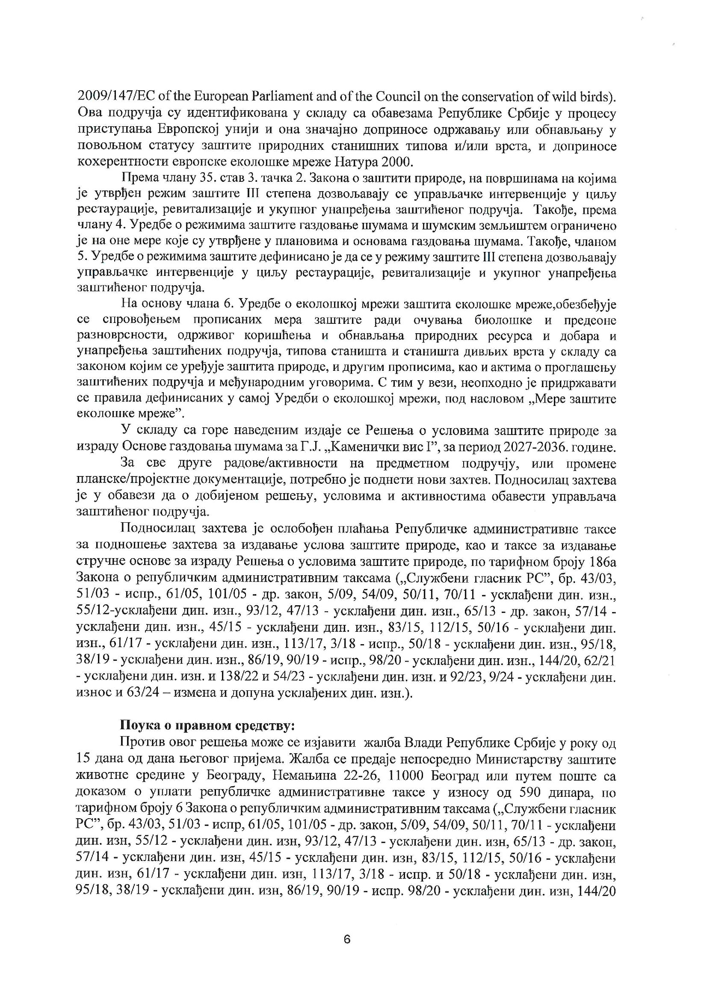 2009/147/EC of the European Parliament and of the Council on the conservation of wild birds).
Ова подручја су идентификована у складу са обавезама Републике Србије у процесу
приступања Европској унији и она значајно доприносе одржавању или обнављању у
повољном статусу заштите природних станишних типова и/или врста, и доприносе
кохерентности европске еколошке мреже Натура 2000.
Према члану 35. став 3. тачка 2. Закона о заштити природе, на површинама на којима
је утврђен режим заштите III степена дозвољавају се управљачке интервенције у циљу
рестаурације, ревитализације и укупног унапређења заштићеног подручја. Такође, према
члану 4. Уредбе о режимима заштите газдовање шумама и шумским земљиштем ограничено
је на оне мере које су утврђене у плановима и основама газдовања шумама. Такође, чланом
5. Уредбе о режимима заштите дефинисано је да се у режиму заштите III степена дозвољавају
управљачке интервенције у циљу рестаурације, ревитализације и укупног унапређења
заштићеног подручја.
На основу члана 6. Уредбе о еколошкој мрежи заштита еколошке мреже,обезбеђује
се спровођењем прописаних мера заштите ради очувања биолошке и предеоне
разноврсности, одрживог коришћења и обнављања природних ресурса и добара и
унапређења заштићених подручја, типова станишта и станишта дивљих врста у складу са
законом којим се уређује заштита природе, и другим прописима, као и актима о проглашењу
заштићених подручја и међународним уговорима. С тим у вези, неопходно је придржавати
се правила дефинисаних у самој Уредби о еколошкој мрежи, под насловом „Мере заштите
еколошке мреже”.
У складу са горе наведеним издаје се Решења о условима заштите природе за
израду Основе газдовања шумама за Г.Ј. „Каменички вис I”, за период 2027-2036. године.
За све друге радове/активности на предметном подручју, или промене
планске/пројектне документације, потребно је поднети нови захтев. Подносилац захтева
је у обавези да о добијеном решењу, условима и активностима обавести управљача
заштићеног подручја.
Подносилац захтева је ослобођен плаћања Републичке административне таксе
за подношење захтева за издавање услова заштите природе, као и таксе за издавање
стручне основе за израду Решења о условима заштите природе, по тарифном броју 186а
Закона о републичким административним таксама („Службени гласник РС”, бр. 43/03,
51/03 - испр., 61/05, 101/05 - др. закон, 5/09, 54/09, 50/11, 70/11 - усклађени дин. изн.,
55/12-усклађени дин. изн., 93/12, 47/13 - усклађени дин. изн., 65/13 - др. закон, 57/14 -
усклађени дин. изн., 45/15 - усклађени дин. изн., 83/15, 112/15, 50/16 - усклађени дин.
изн., 61/17 - усклађени дин. изн., 113/17, 3/18 - испр., 50/18 - усклађени дин. изн., 95/18,
38/19 - усклађени дин. изн., 86/19, 90/19 - испр., 98/20 - усклађени дин. изн., 144/20, 62/21
- усклађени дин. изн. и 138/22 и 54/23 - усклађени дин. изн. и 92/23, 9/24 - усклађени дин.
износ и 63/24 – измена и допуна усклађених дин. изн.).
Поука о правном средству:
Против овог решења може се изјавити жалба Влади Републике Србије у року од
15 дана од дана његовог пријема. Жалба се предаје непосредно Министарству заштите
животне средине у Београду, Немањина 22-26, 11000 Београд или путем поште са
доказом о уплати републичке административне таксе у износу од 590 динара, по
тарифном броју 6 Закона о републичким административним таксама („Службени гласник
РС”, бр. 43/03, 51/03 - испр, 61/05, 101/05 - др. закон, 5/09, 54/09, 50/11, 70/11 - усклађени
дин. изн, 55/12 - усклађени дин. изн, 93/12, 47/13 - усклађени дин. изн, 65/13 - др. закон,
57/14 - усклађени дин. изн, 45/15 - усклађени дин. изн, 83/15, 112/15, 50/16 - усклађени
дин. изн, 61/17 - усклађени дин. изн, 113/17, 3/18 - испр. и 50/18 - усклађени дин. изн,
95/18, 38/19 - усклађени дин. изн, 86/19, 90/19 - испр. 98/20 - усклађени дин. изн, 144/20
6